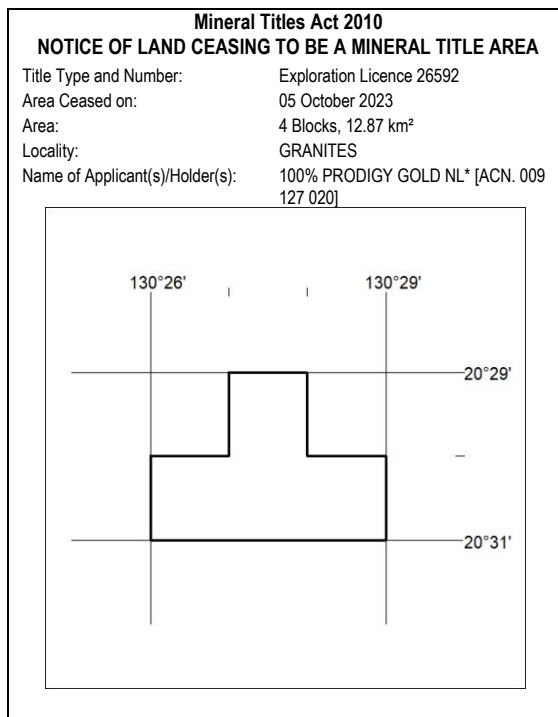 Mineral Titles Act 2010
NOTICE OF LAND CEASING TO BE A MINERAL TITLE AREA
Title Type and Number: Exploration Licence 26592
Area Ceased on: 05 October 2023
Area: 4 Blocks, 12.87 km²
Locality: GRANITES
Name of Applicant(s)/Holder(s): 100% PRODIGY GOLD NL* [ACN. 009
127 020]
130°26' 130°29'
20°29'
20°31'